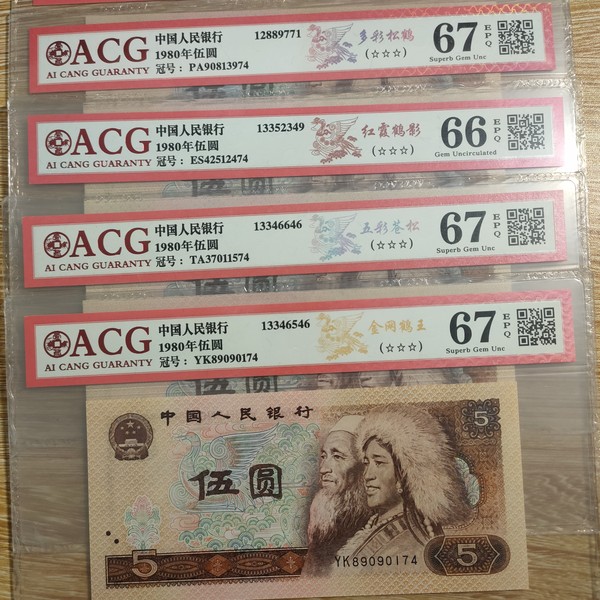 ACG
AI CANG GUARANTY
中国人民银行
1980年伍圆
冠号：PA90813974
12889771
多彩松鹤
(☆☆☆)
67
EPQ
Superb Gem Unc
ACG
AI CANG GUARANTY
中国人民银行
1980年伍圆
冠号：ES42512474
13352349
红霞鹤影
(☆☆☆)
66
EPQ
Gem Uncirculated
ACG
AI CANG GUARANTY
中国人民银行
1980年伍圆
冠号：TA37011574
13346646
五彩苍松
(☆☆☆)
67
EPQ
Superb Gem Unc
ACG
AI CANG GUARANTY
中国人民银行
1980年伍圆
冠号：YK89090174
13346546
金网鹤王
(☆☆☆)
67
EPQ
Superb Gem Unc
中国人民银行
5
伍圆
YK89090174
5
5